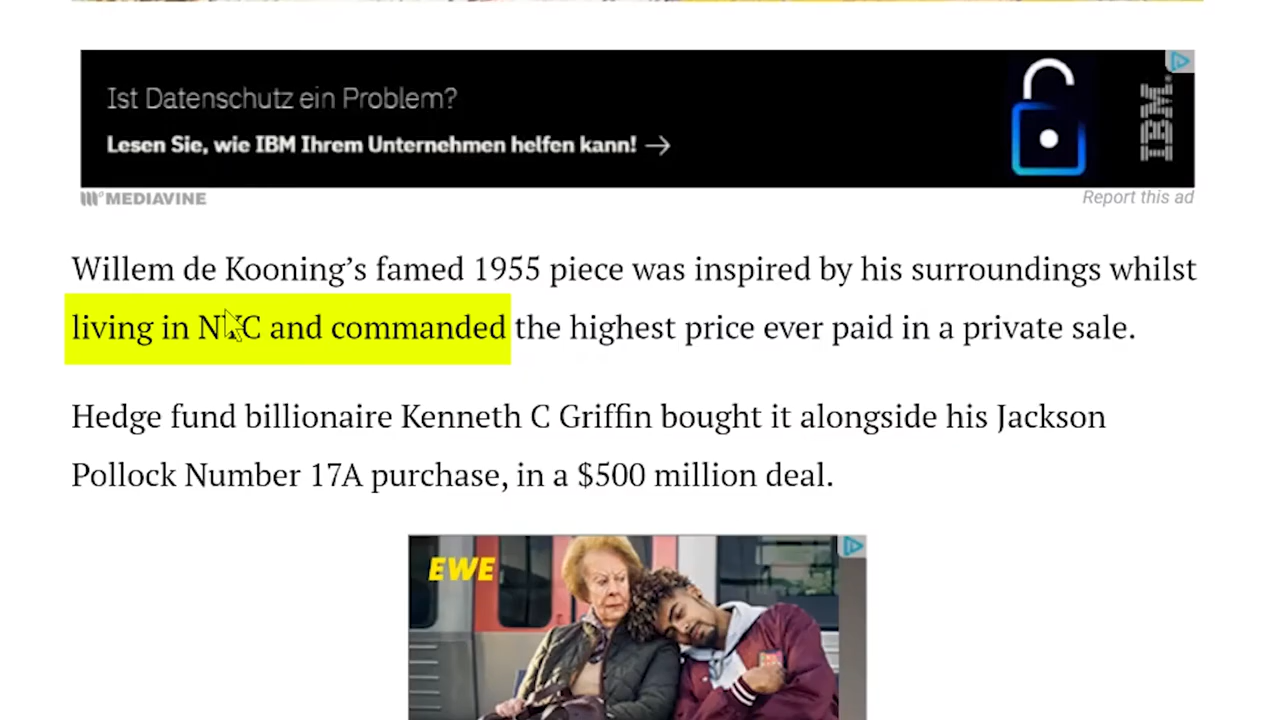 Ist Datenschutz ein Problem?
Lesen Sie, wie IBM Ihrem Unternehmen helfen kann! →
IBM
MEDIAVINE
Report this ad
Willem de Kooning’s famed 1955 piece was inspired by his surroundings whilst
living in NYC and commanded the highest price ever paid in a private sale.
Hedge fund billionaire Kenneth C Griffin bought it alongside his Jackson
Pollock Number 17A purchase, in a $500 million deal.
EWE